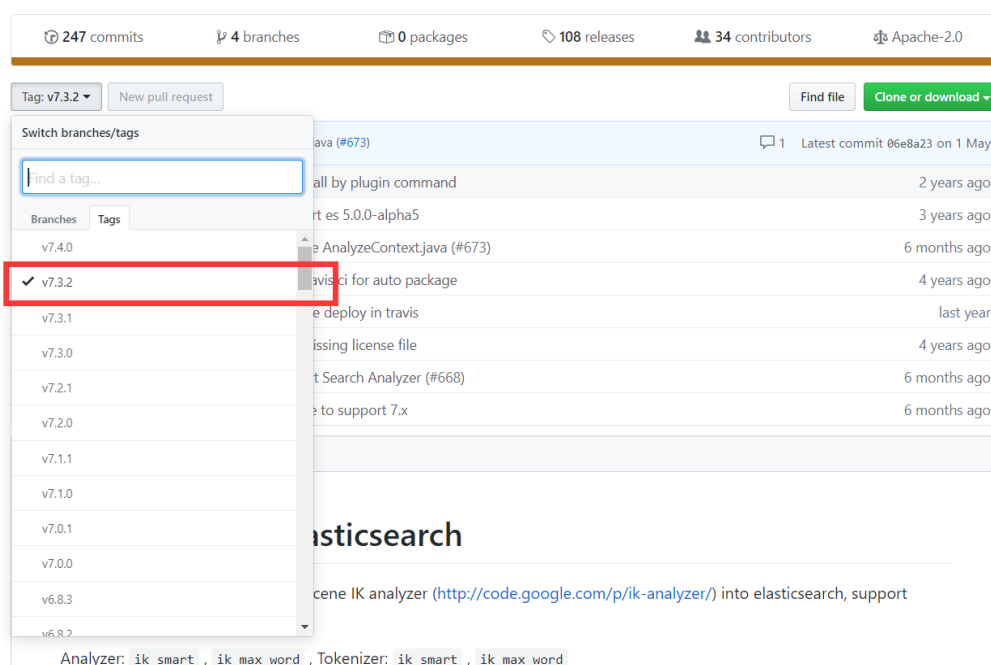 247 commits 4 branches 0 packages 108 releases 34 contributors Apache-2.0
Tag: v7.3.2 New pull request Find file Clone or download
Switch branches/tags
ava (#673) 1 Latest commit 06e8a23 on 1 May
Find a tag...
all by plugin command 2 years ago
rt es 5.0.0-alpha5 3 years ago
Branches Tags
v7.4.0
e AnalyzeContext.java (#673) 6 months ago
v7.3.2
avis ci for auto package 4 years ago
v7.3.1
e deploy in travis last year
issing license file 4 years ago
v7.3.0
t Search Analyzer (#668) 6 months ago
v7.2.1
e to support 7.x 6 months ago
v7.2.0
v7.1.1
v7.1.0
v7.0.1
asticsearch
v7.0.0
v6.8.3
cene IK analyzer (http://code.google.com/p/ik-analyzer/) into elasticsearch, support
v6.8.2
Analyzer: ik_smart , ik_max_word , Tokenizer: ik_smart , ik_max_word